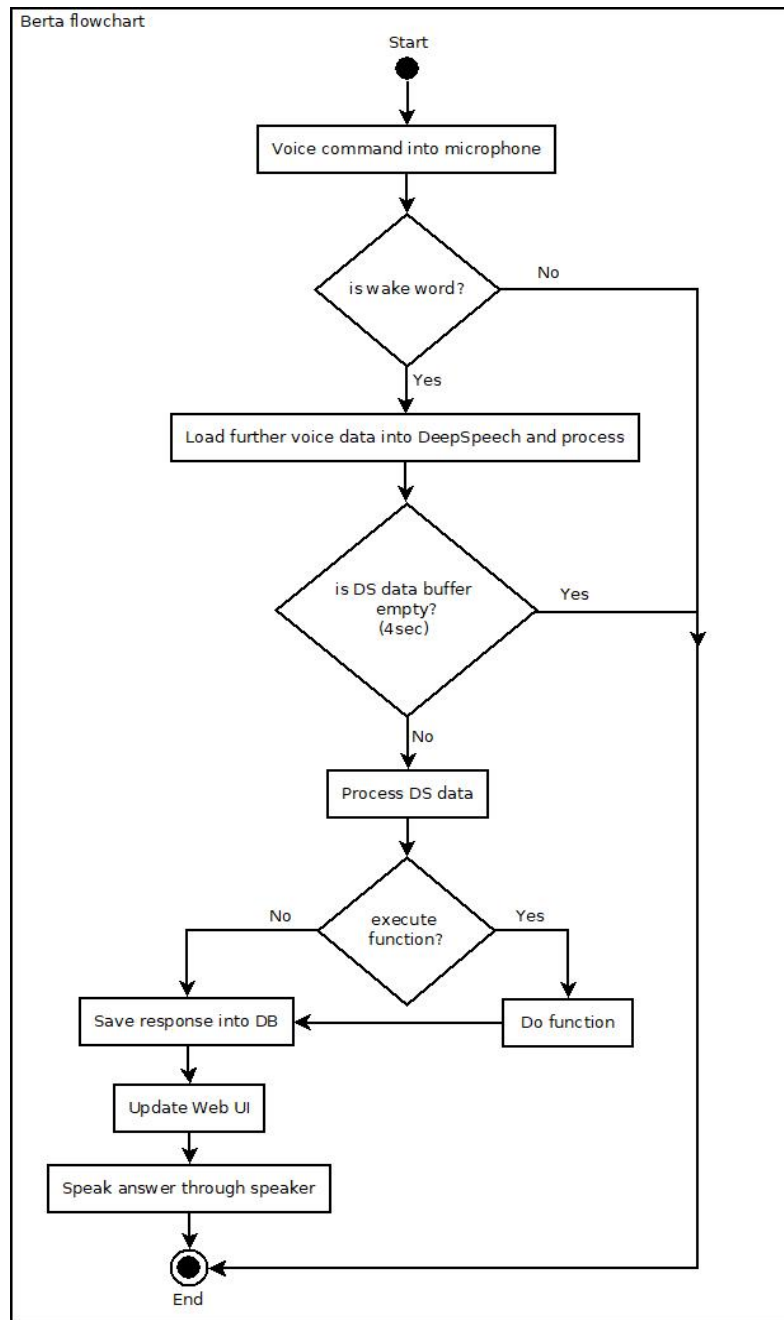 Berta flowchart
Start
Voice command into microphone
is wake word?
No
Yes
Load further voice data into DeepSpeech and process
is DS data buffer
empty?
(4sec)
Yes
No
Process DS data
No
execute
function?
Yes
Save response into DB
Do function
Update Web UI
Speak answer through speaker
End